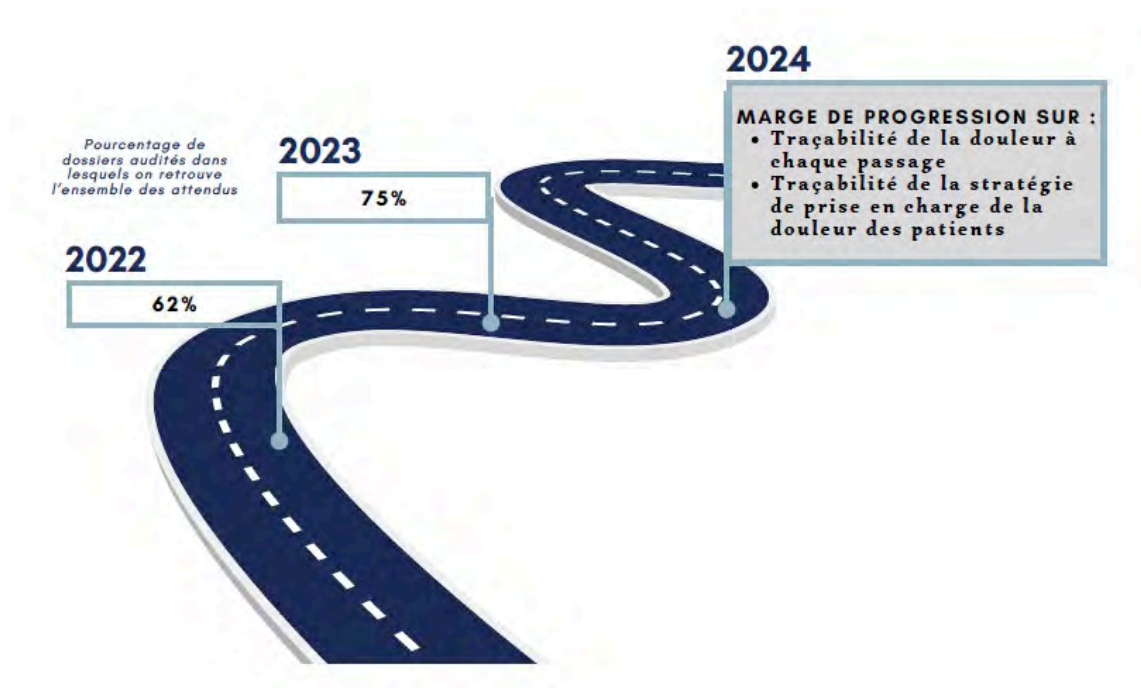 2024
MARGE DE PROGRESSION SUR :
• Traçabilité de la douleur à
chaque passage
• Traçabilité de la stratégie
de prise en charge de la
douleur des patients
Pourcentage de
dossiers audités dans
lesquels on retrouve
l'ensemble des attendus
2023
75%
2022
62%